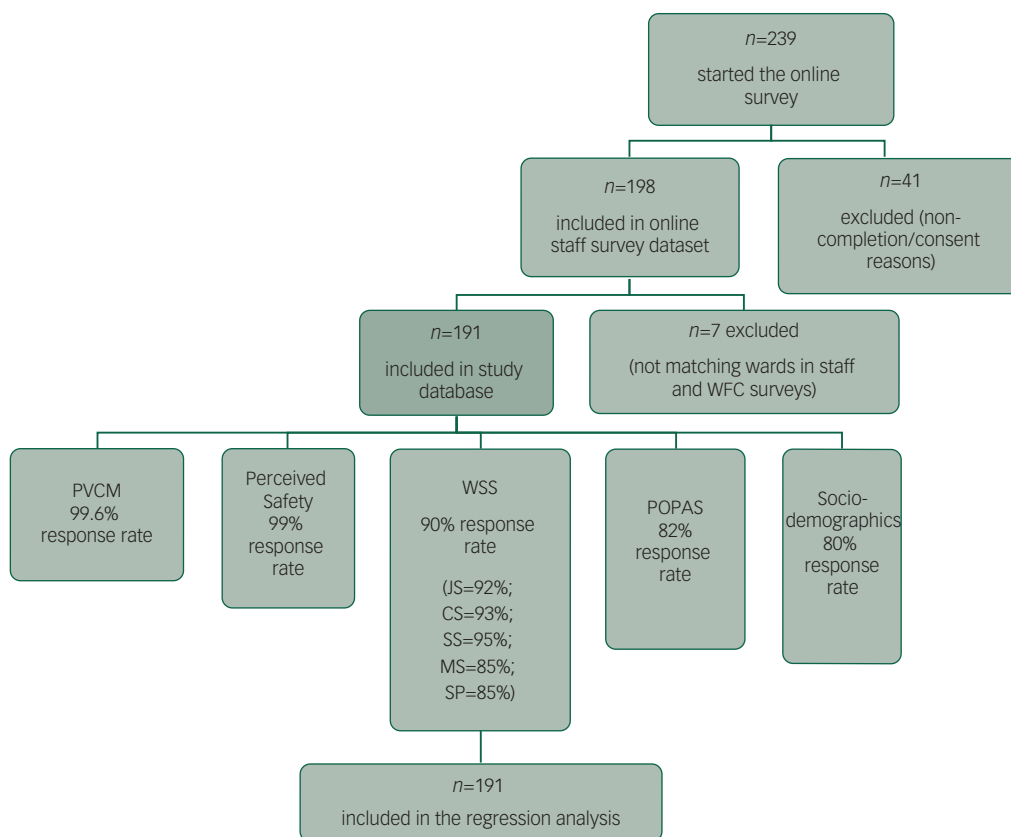 n=239
started the online
survey
n=198
included in online
staff survey dataset
n=41
excluded (non-
completion/consent
reasons)
n=191
included in study
database
n=7 excluded
(not matching wards in staff
and WFC surveys)
PVCM
99.6%
response rate
Perceived
Safety
99%
response
rate
WSS
90% response
rate
(JS=92%;
CS=93%;
SS=95%;
MS=85%;
SP=85%)
POPAS
82%
response
rate
Socio-
demographics
80%
response
rate
n=191
included in the regression analysis